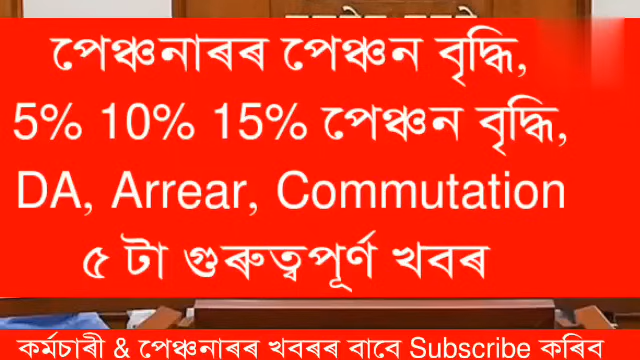 পেঞ্চনাৰৰ পেঞ্চন বৃদ্ধি,
5% 10% 15% পেঞ্চন বৃদ্ধি,
DA, Arrear, Commutation
৫ টা গুৰুত্বপূৰ্ণ খবৰ
কৰ্মচাৰী & পেঞ্চনাৰৰ খবৰৰ বাবে Subscribe কৰিব